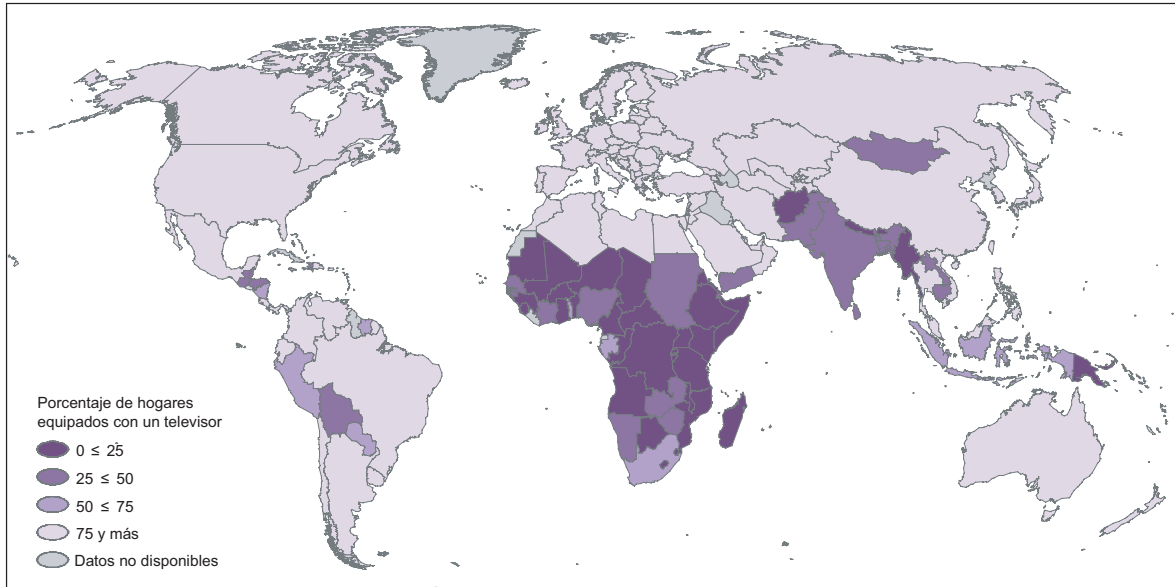 Porcentaje de hogares
equipados con un televisor
0 ≤ 25
25 ≤ 50
50 ≤ 75
75 y más
Datos no disponibles